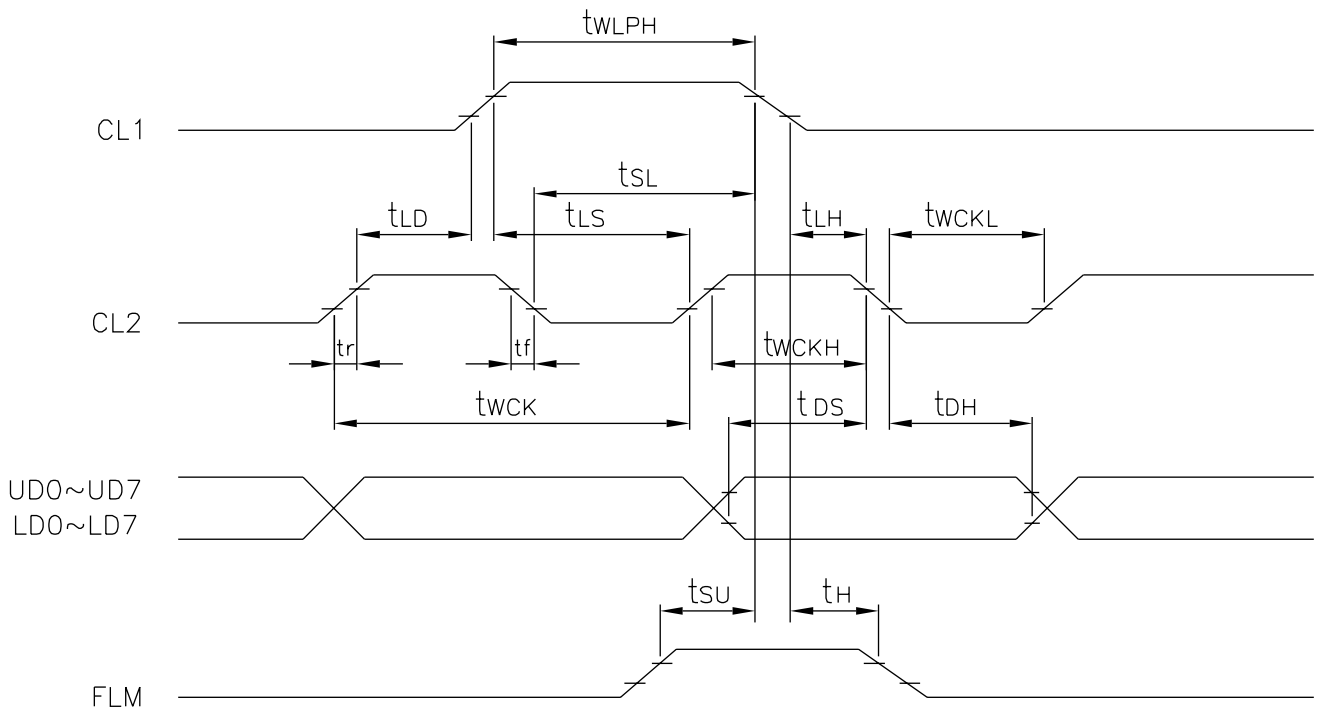 tWLPH
CL1
tSL
tLD
tLS
tLH
tWCKL
CL2
tr
tf
tWCKH
tWCK
tDS
tDH
UD0~UD7
LD0~LD7
tSU
tH
FLM